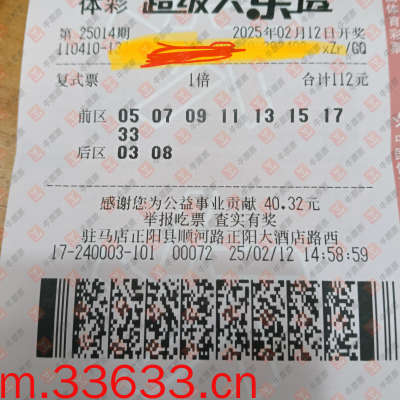 体彩 超级大乐透
第 25014期 2025年02月12日开奖
110410-13 xZr/GQ
复式票 1倍 合计112元
前区 05 07 09 11 13 15 17
33
后区 03 08
感谢您为公益事业贡献 40.32元
举报吃票 查实有奖
驻马店正阳县顺河路正阳大酒店路西
17-240003-101 00072 25/02/12 14:58:59
m.33633.cn